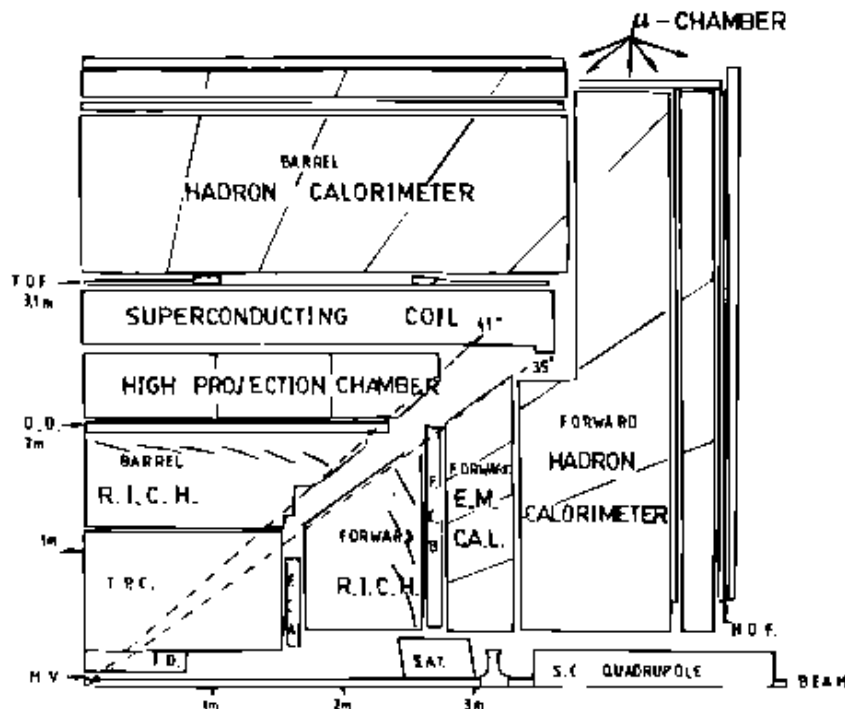 µ-CHAMBER
BARREL
HADRON CALORIMETER
T O F
3,1m
SUPERCONDUCTING COIL
41°
35°
HIGH PROJECTION CHAMBER
O.D.
2m
BARREL
R.I.C.H.
FORWARD
HADRON
CALORIMETER
FORWARD
E.M.
CAL.
F C B
FORWARD
R.I.C.H.
1m
T.P.C.
F C A
I.D.
M V
SAT.
S.C QUADRUPOLE
BEAM
H O F.
1m
2m
3m